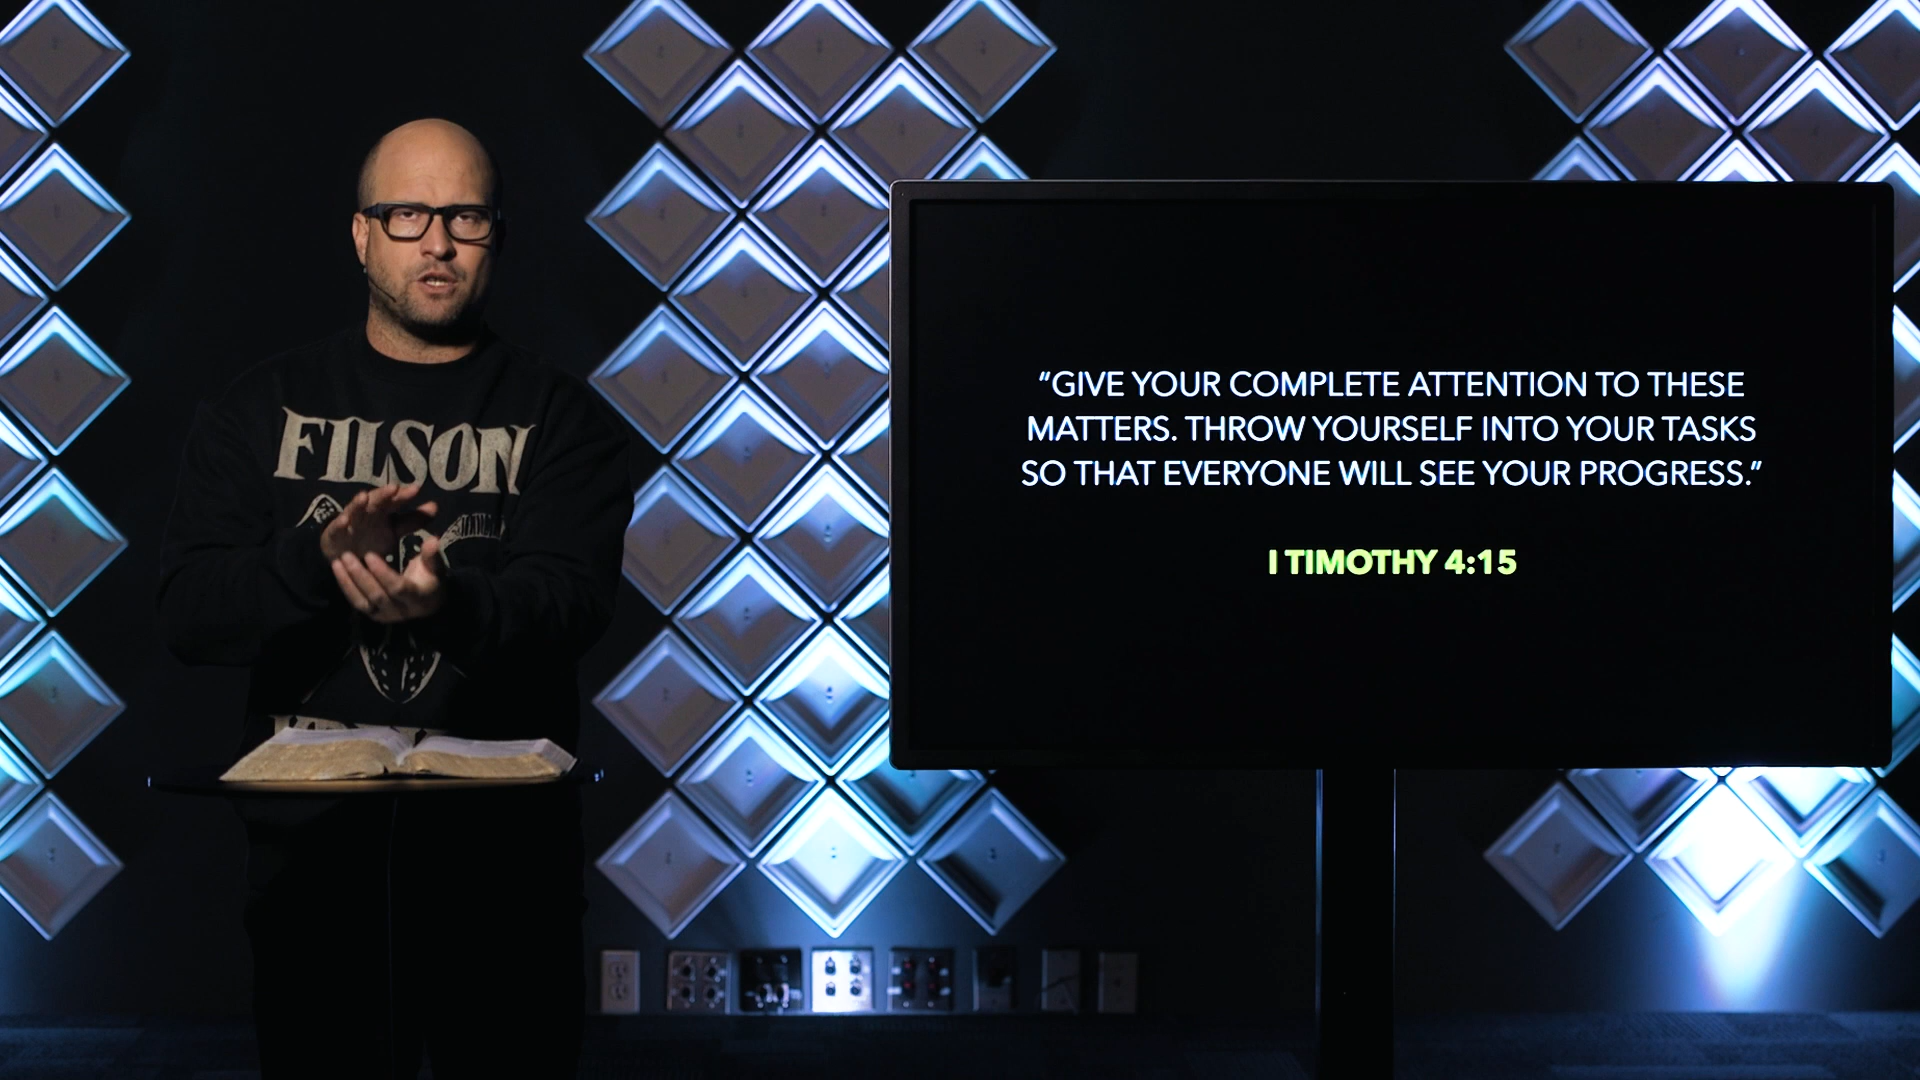 FILSON
“GIVE YOUR COMPLETE ATTENTION TO THESE
MATTERS. THROW YOURSELF INTO YOUR TASKS
SO THAT EVERYONE WILL SEE YOUR PROGRESS.”
I TIMOTHY 4:15